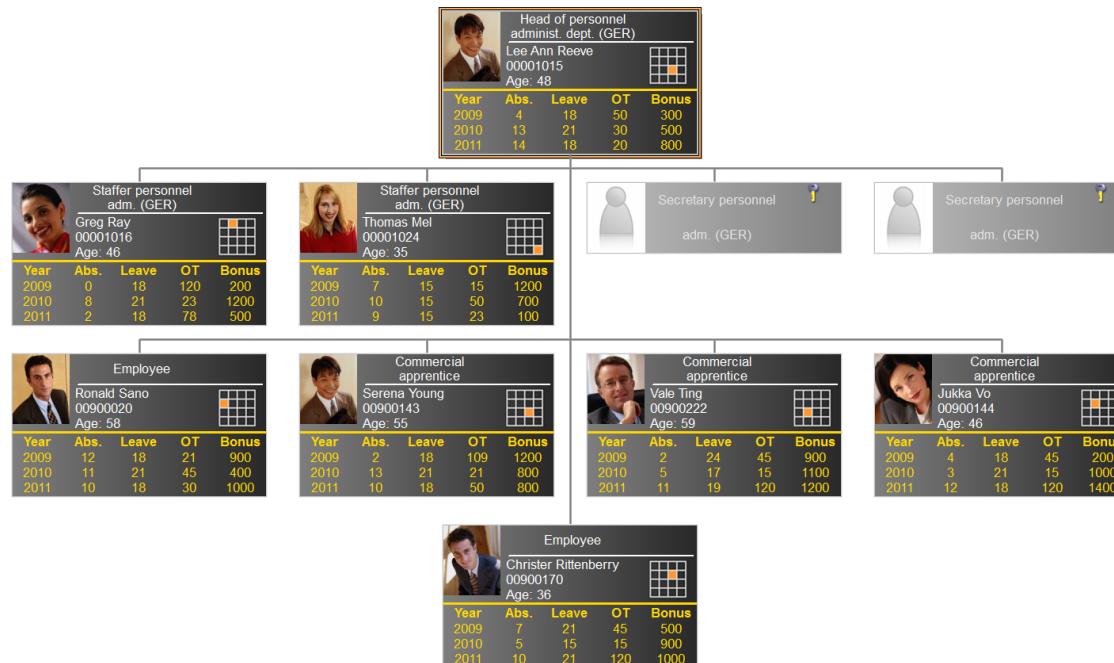 Head of personnel
administ. dept. (GER)
Lee Ann Reeve
00001015
Age: 48
Year Abs. Leave OT Bonus
2009 4 18 50 300
2010 13 21 30 500
2011 14 18 20 800
Staffer personnel
adm. (GER)
Greg Ray
00001016
Age: 46
Year Abs. Leave OT Bonus
2009 0 18 120 200
2010 8 21 23 1200
2011 2 18 78 500
Staffer personnel
adm. (GER)
Thomas Mel
00001024
Age: 35
Year Abs. Leave OT Bonus
2009 7 15 15 1200
2010 10 15 50 700
2011 9 15 23 100
Secretary personnel
adm. (GER)
Secretary personnel
adm. (GER)
Employee
Ronald Sano
00900020
Age: 58
Year Abs. Leave OT Bonus
2009 12 18 21 900
2010 11 21 45 400
2011 10 18 30 1000
Commercial
apprentice
Serena Young
00900143
Age: 55
Year Abs. Leave OT Bonus
2009 2 18 109 1200
2010 13 21 21 800
2011 10 18 50 800
Commercial
apprentice
Vale Ting
00900222
Age: 59
Year Abs. Leave OT Bonus
2009 2 24 45 900
2010 5 17 15 1100
2011 11 19 120 1200
Commercial
apprentice
Jukka Vo
00900144
Age: 46
Year Abs. Leave OT Bonus
2009 4 18 45 200
2010 3 21 15 1000
2011 12 18 120 1400
Employee
Christer Rittenberry
00900170
Age: 36
Year Abs. Leave OT Bonus
2009 7 21 45 500
2010 5 15 15 900
2011 10 21 120 1000